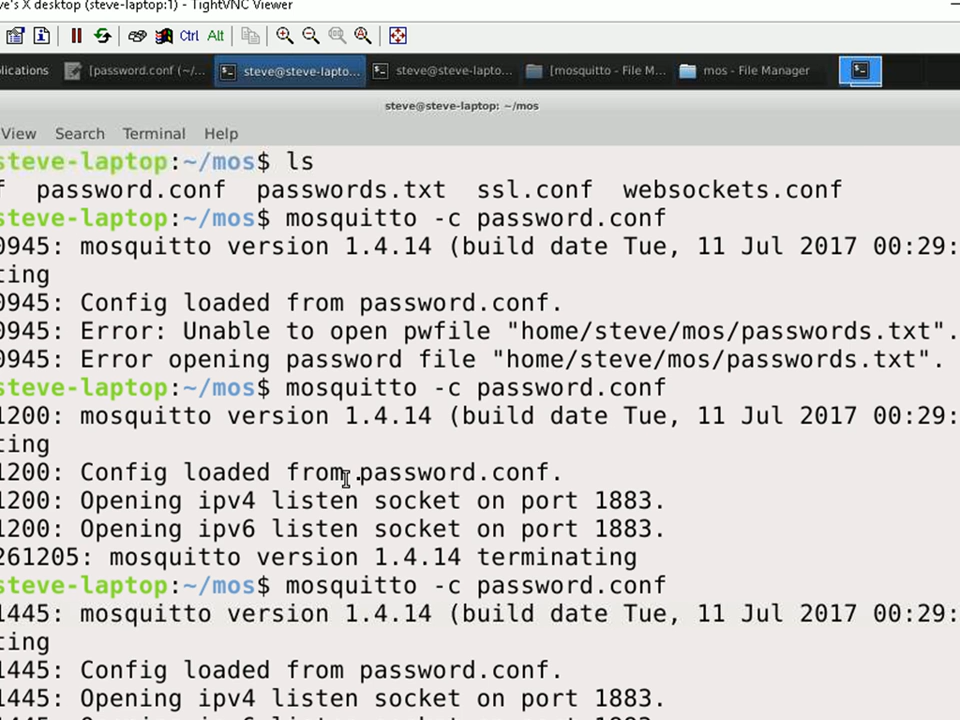 ve's X desktop (steve-laptop:1) - TightVNC Viewer
Ctrl Alt
plications [password.conf (~/... steve@steve-lapto... steve@steve-lapto... [mosquitto - File M... mos - File Manager
steve@steve-laptop: ~/mos
View Search Terminal Help
steve-laptop:~/mos$ ls
f password.conf passwords.txt ssl.conf websockets.conf
steve-laptop:~/mos$ mosquitto -c password.conf
0945: mosquitto version 1.4.14 (build date Tue, 11 Jul 2017 00:29:
ting
0945: Config loaded from password.conf.
0945: Error: Unable to open pwfile "home/steve/mos/passwords.txt".
0945: Error opening password file "home/steve/mos/passwords.txt".
steve-laptop:~/mos$ mosquitto -c password.conf
1200: mosquitto version 1.4.14 (build date Tue, 11 Jul 2017 00:29:
ting
1200: Config loaded from password.conf.
1200: Opening ipv4 listen socket on port 1883.
1200: Opening ipv6 listen socket on port 1883.
261205: mosquitto version 1.4.14 terminating
steve-laptop:~/mos$ mosquitto -c password.conf
1445: mosquitto version 1.4.14 (build date Tue, 11 Jul 2017 00:29:
ting
1445: Config loaded from password.conf.
1445: Opening ipv4 listen socket on port 1883.